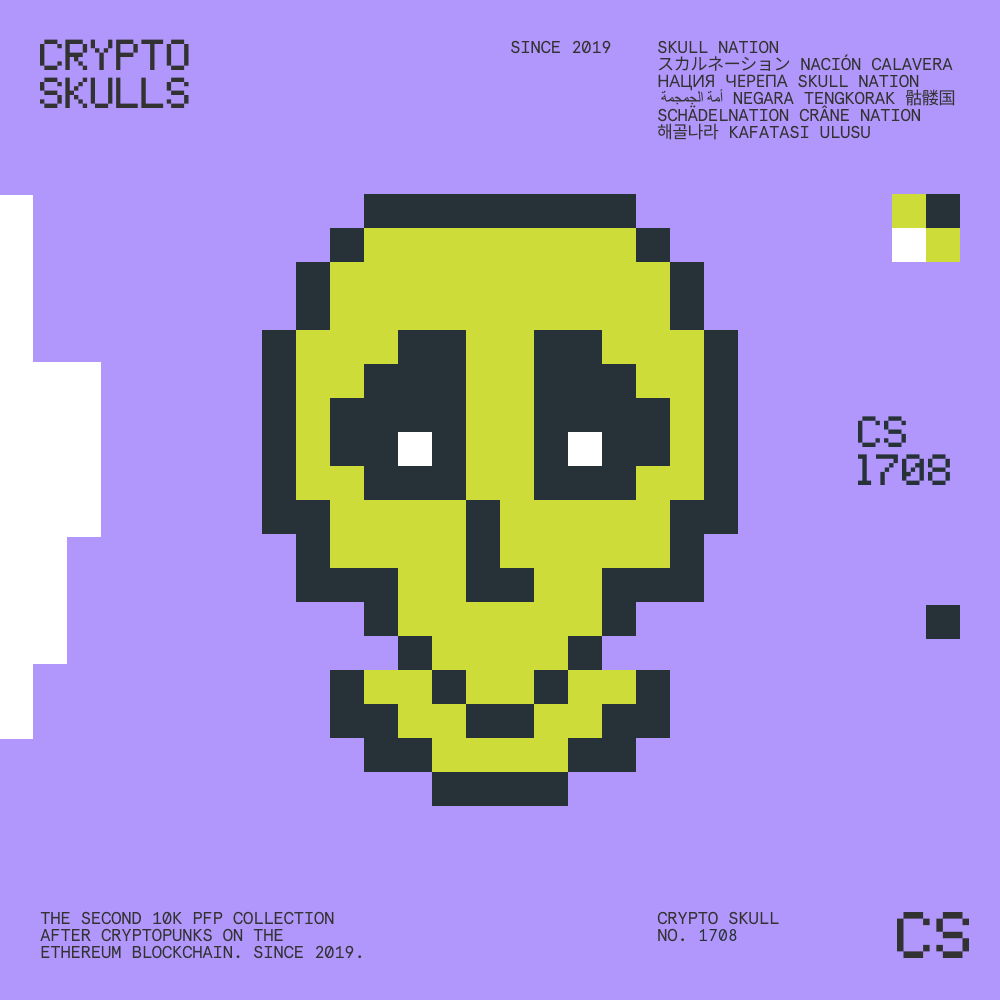 CRYPTO
SKULLS
SINCE 2019
SKULL NATION
スカルネーション NACIÓN CALAVERA
НАЦИЯ ЧЕРЕПА SKULL NATION
أمة الجمجمة NEGARA TENGKORAK 骷髅国
SCHÄDELNATION CRÂNE NATION
해골나라 KAFATASI ULUSU
CS
1708
THE SECOND 10K PFP COLLECTION
AFTER CRYPTOPUNKS ON THE
ETHEREUM BLOCKCHAIN. SINCE 2019.
CRYPTO SKULL
NO. 1708
CS